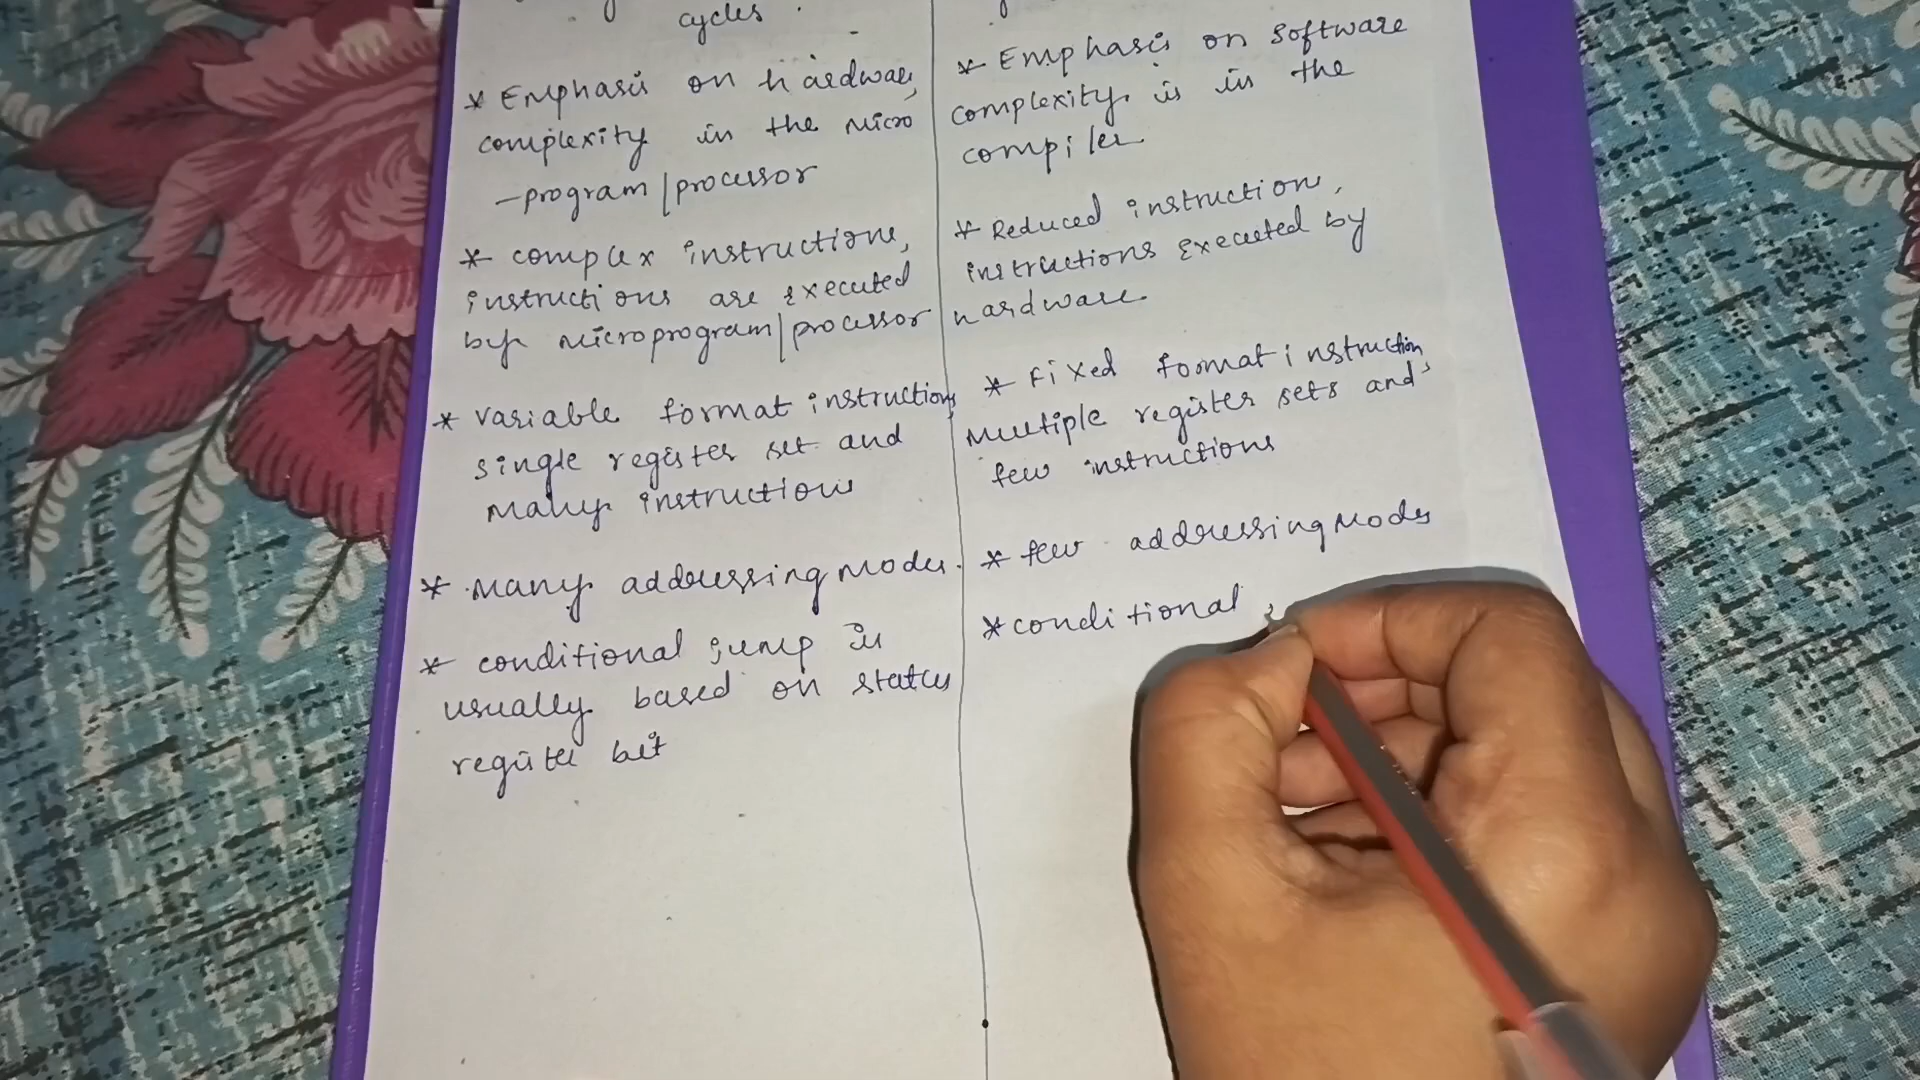 cycles.
* Emphasis on hardware,
complexity in the micro
-program/processor
* complex instructions,
instructions are executed
by microprogram/processor
* variable format instructions
single register set and
Many instructions
* Many addressing modes.
* conditional jump is
usually based on status
register bit
* Emphasis on software
complexity is in the
compiler
* Reduced instructions,
instructions executed by
hardware.
* Fixed format instruction,
Multiple register sets and
few instructions
* few addressing modes
* conditional